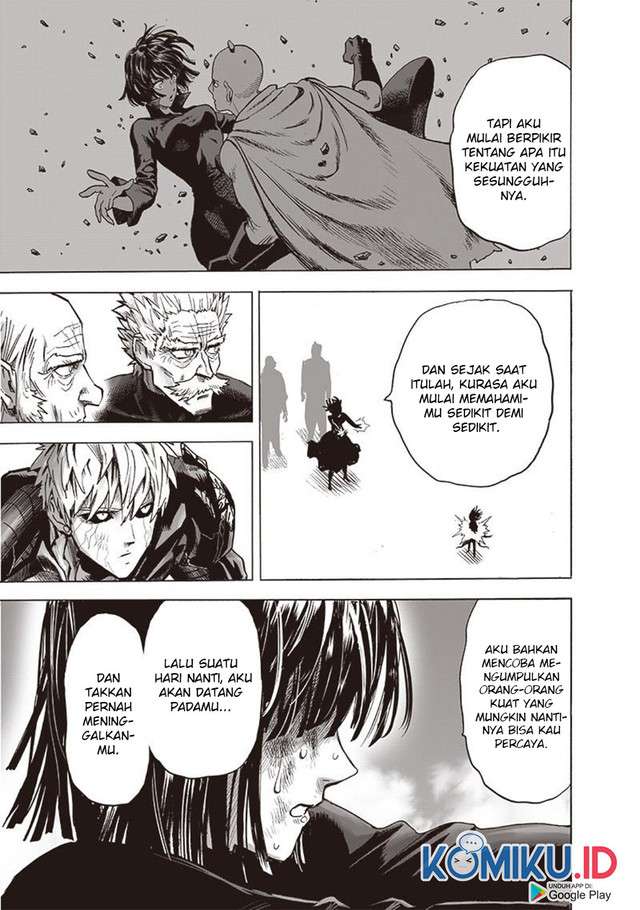 TAPI AKU
MULAI BERPIKIR
TENTANG APA ITU
KEKUATAN YANG
SESUNGGUH-
NYA.
DAN SEJAK SAAT
ITULAH, KURASA AKU
MULAI MEMAHAMI-
MU SEDIKIT DEMI
SEDIKIT.
AKU BAHKAN
MENCOBA ME-
NGUMPULKAN
ORANG-ORANG
KUAT YANG
MUNGKIN NANTI-
NYA BISA KAU
PERCAYA.
LALU SUATU
HARI NANTI, AKU
AKAN DATANG
PADAMU...
DAN
TAKKAN
PERNAH
MENING-
GALKAN-
MU.
KOMIKU.ID
UNDUH APP DI:
Google Play